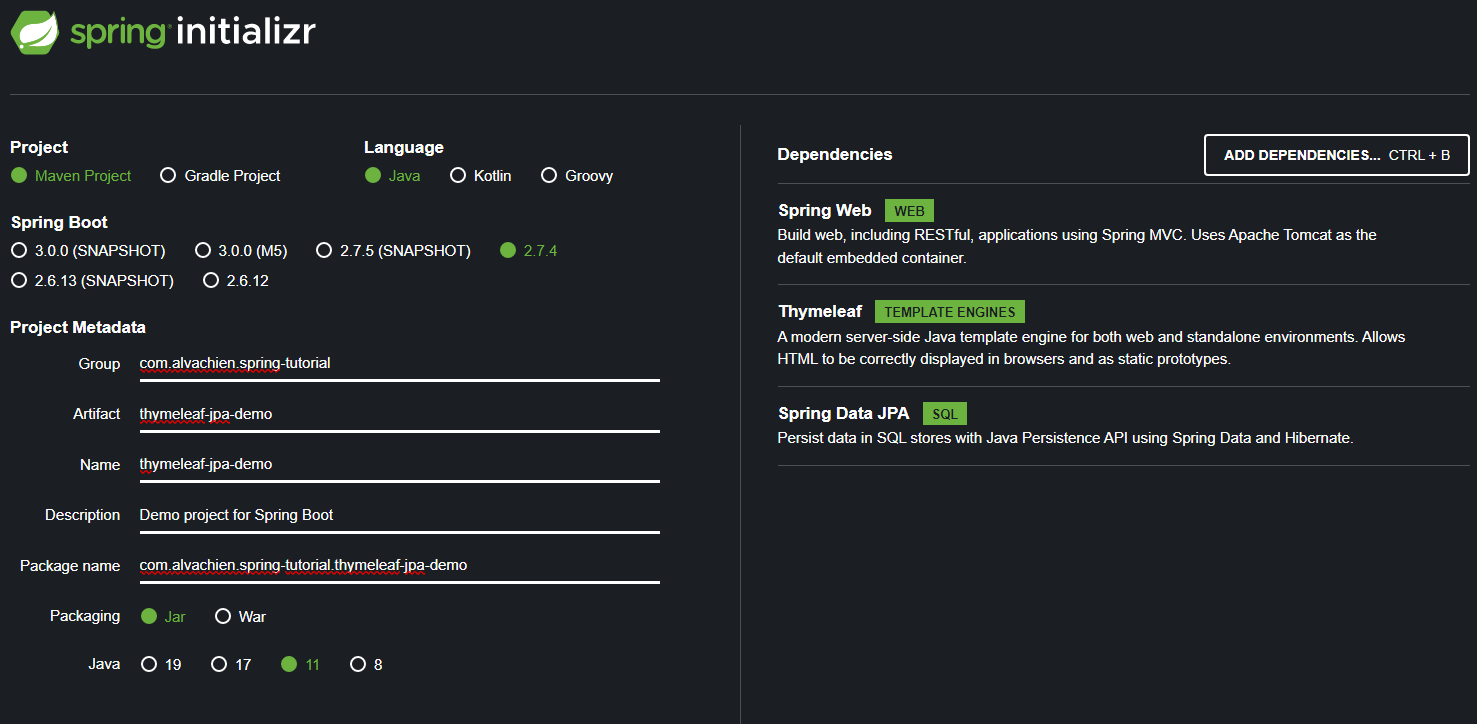 spring initializr
Project
Maven Project Gradle Project
Language
Java Kotlin Groovy
Spring Boot
3.0.0 (SNAPSHOT) 3.0.0 (M5) 2.7.5 (SNAPSHOT) 2.7.4
2.6.13 (SNAPSHOT) 2.6.12
Project Metadata
Group com.alvachien.spring-tutorial
Artifact thymeleaf-jpa-demo
Name thymeleaf-jpa-demo
Description Demo project for Spring Boot
Package name com.alvachien.spring-tutorial.thymeleaf-jpa-demo
Packaging Jar War
Java 19 17 11 8
Dependencies
ADD DEPENDENCIES... CTRL + B
Spring Web WEB
Build web, including RESTful, applications using Spring MVC. Uses Apache Tomcat as the
default embedded container.
Thymeleaf TEMPLATE ENGINES
A modern server-side Java template engine for both web and standalone environments. Allows
HTML to be correctly displayed in browsers and as static prototypes.
Spring Data JPA SQL
Persist data in SQL stores with Java Persistence API using Spring Data and Hibernate.